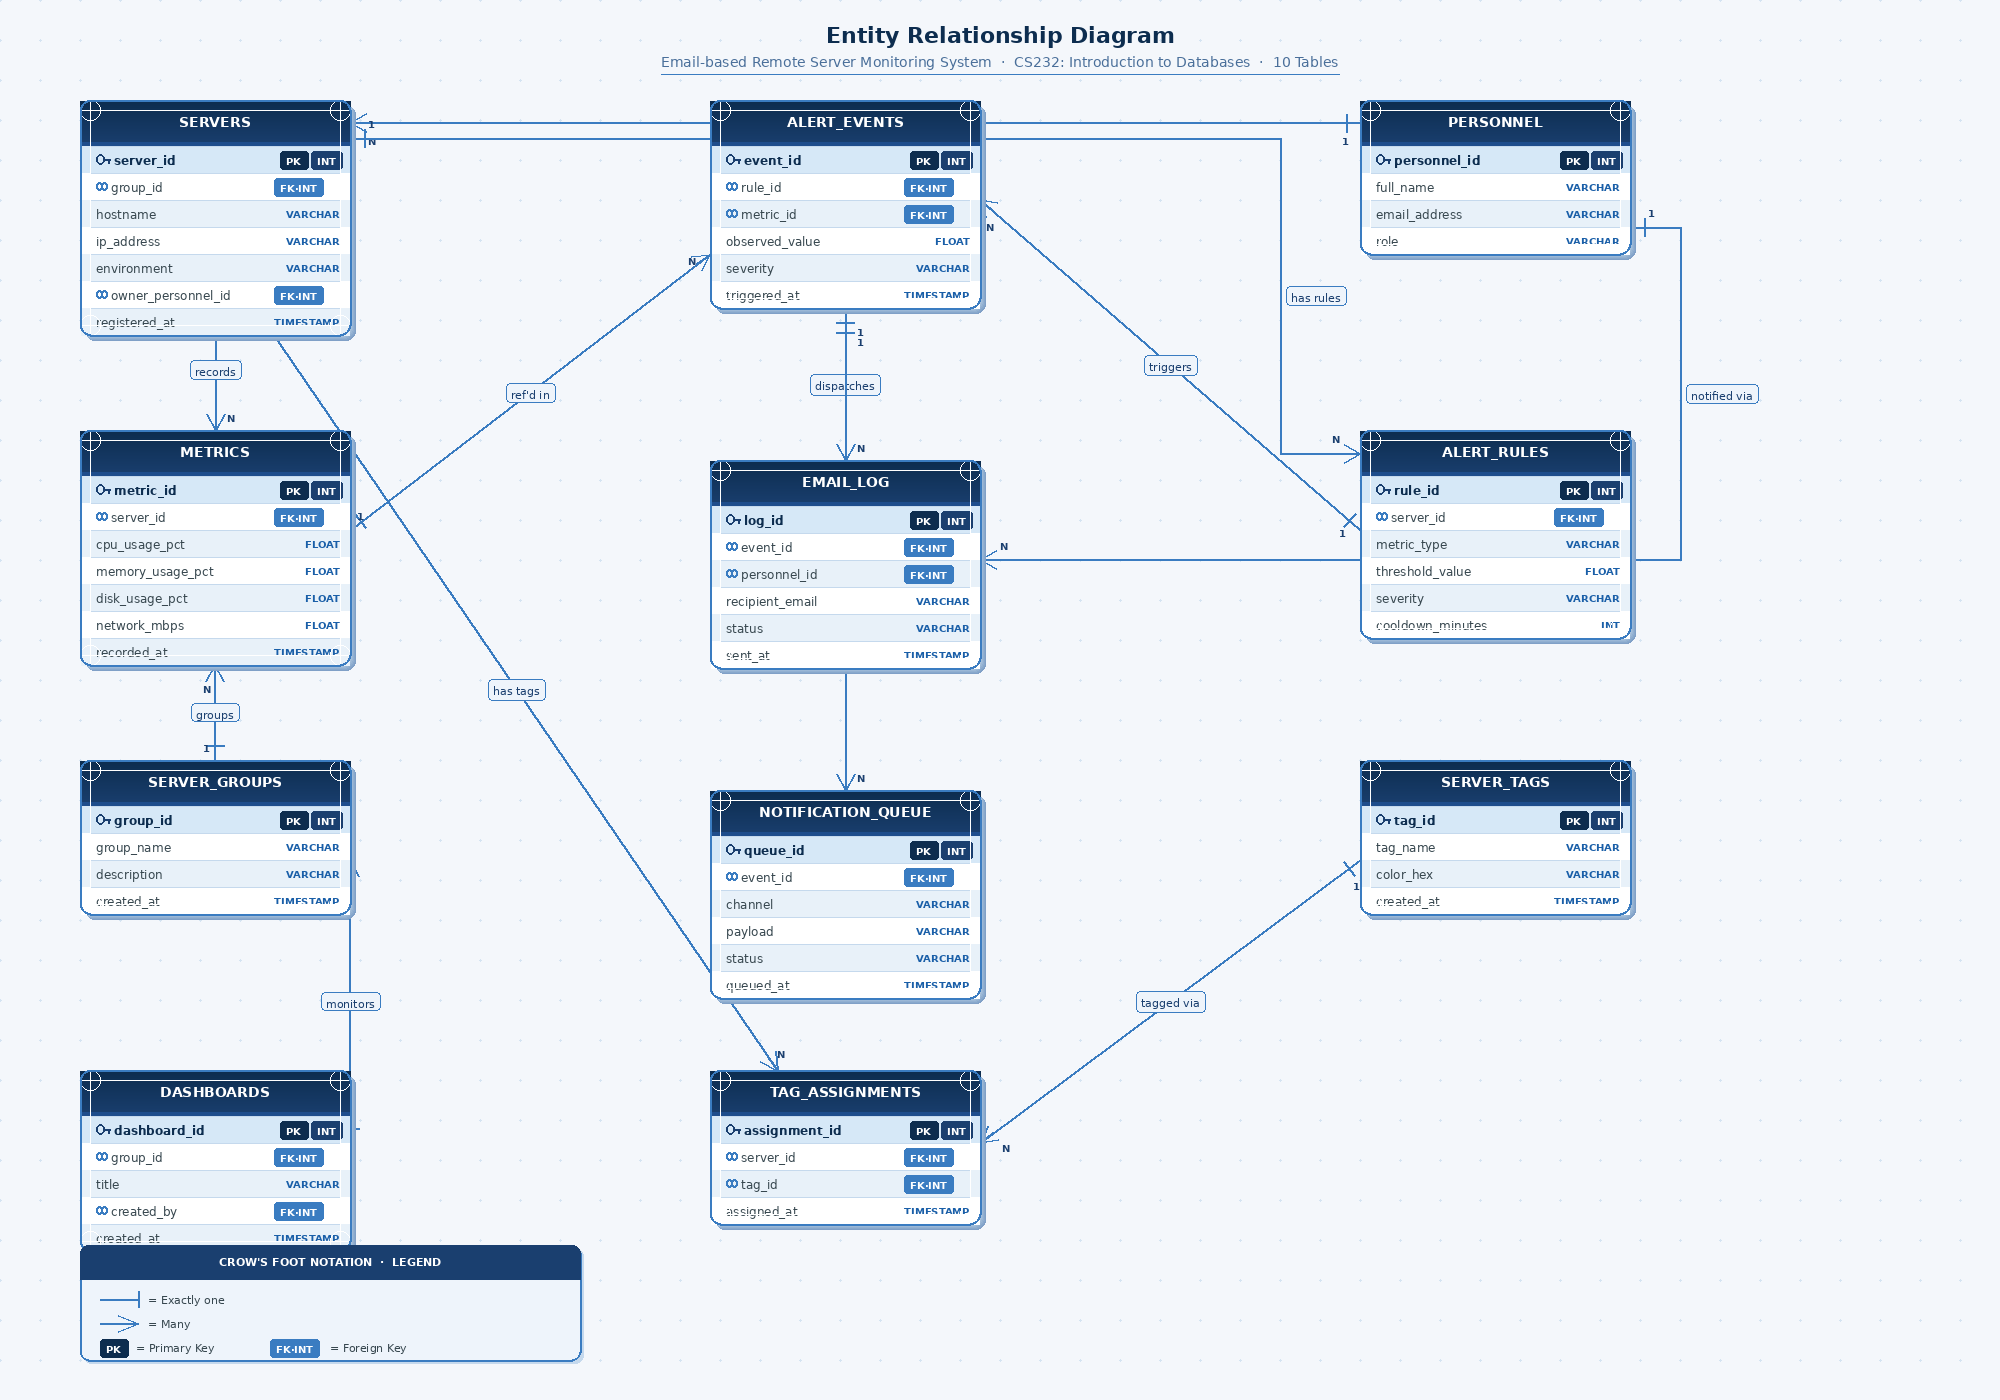 Entity Relationship Diagram
Email-based Remote Server Monitoring System · CS232: Introduction to Databases · 10 Tables
SERVERS
server_id PK INT
group_id FK·INT
hostname VARCHAR
ip_address VARCHAR
environment VARCHAR
owner_personnel_id FK·INT
registered_at TIMESTAMP
1
N
ALERT_EVENTS
event_id PK INT
rule_id FK·INT
metric_id FK·INT
observed_value FLOAT
severity VARCHAR
triggered_at TIMESTAMP
N
N
1
1
PERSONNEL
personnel_id PK INT
full_name VARCHAR
email_address VARCHAR
role VARCHAR
1
1
has rules
records
N
ref'd in
dispatches
N
triggers
notified via
METRICS
metric_id PK INT
server_id FK·INT
cpu_usage_pct FLOAT
memory_usage_pct FLOAT
disk_usage_pct FLOAT
network_mbps FLOAT
recorded_at TIMESTAMP
1
EMAIL_LOG
log_id PK INT
event_id FK·INT
personnel_id FK·INT
recipient_email VARCHAR
status VARCHAR
sent_at TIMESTAMP
N
N
ALERT_RULES
rule_id PK INT
server_id FK·INT
metric_type VARCHAR
threshold_value FLOAT
severity VARCHAR
cooldown_minutes INT
1
N
groups
1
has tags
N
SERVER_GROUPS
group_id PK INT
group_name VARCHAR
description VARCHAR
created_at TIMESTAMP
NOTIFICATION_QUEUE
queue_id PK INT
event_id FK·INT
channel VARCHAR
payload VARCHAR
status VARCHAR
queued_at TIMESTAMP
SERVER_TAGS
tag_id PK INT
tag_name VARCHAR
color_hex VARCHAR
created_at TIMESTAMP
1
monitors
tagged via
N
DASHBOARDS
dashboard_id PK INT
group_id FK·INT
title VARCHAR
created_by FK·INT
created_at TIMESTAMP
TAG_ASSIGNMENTS
assignment_id PK INT
server_id FK·INT
tag_id FK·INT
assigned_at TIMESTAMP
N
CROW'S FOOT NOTATION · LEGEND
= Exactly one
= Many
PK = Primary Key FK·INT = Foreign Key